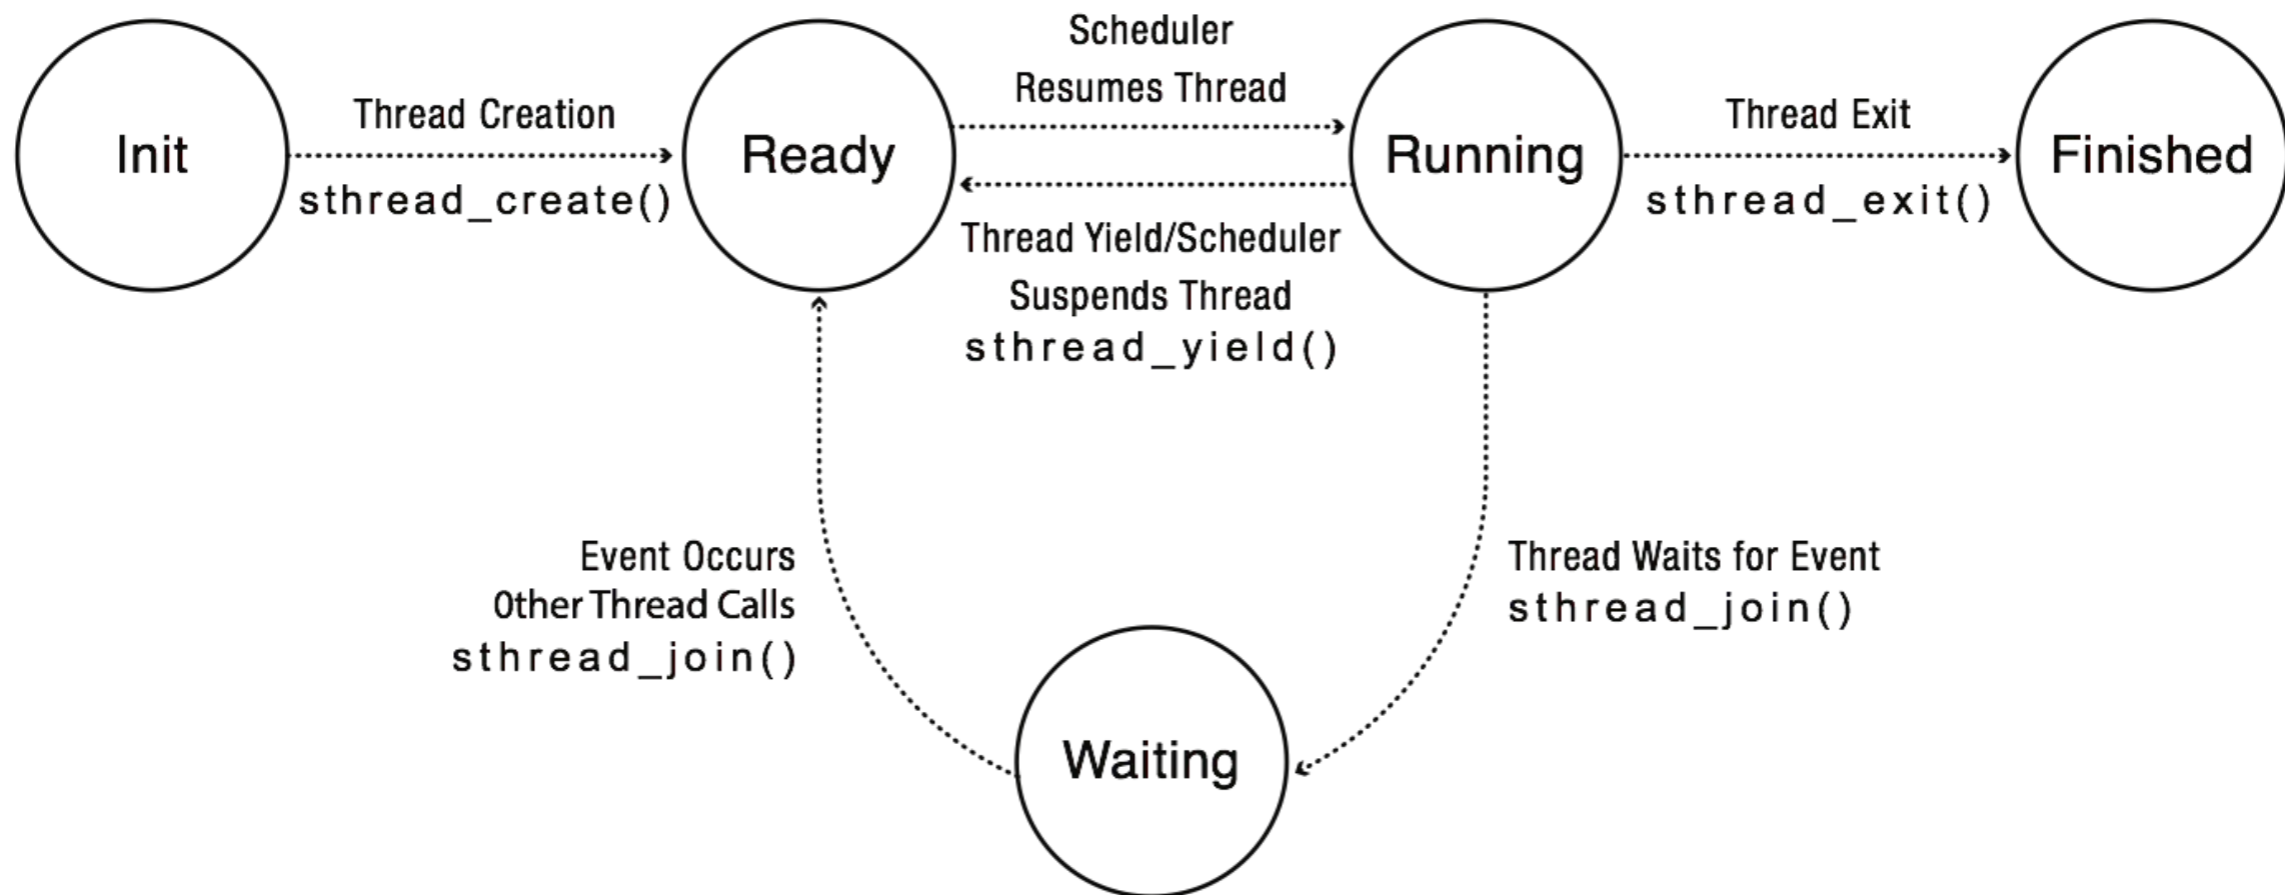 Init
Thread Creation
sthread_create()
Ready
Scheduler
Resumes Thread
Thread Yield/Scheduler
Suspends Thread
sthread_yield()
Running
Thread Exit
sthread_exit()
Finished
Event Occurs
0ther Thread Calls
sthread_join()
Waiting
Thread Waits for Event
sthread_join()